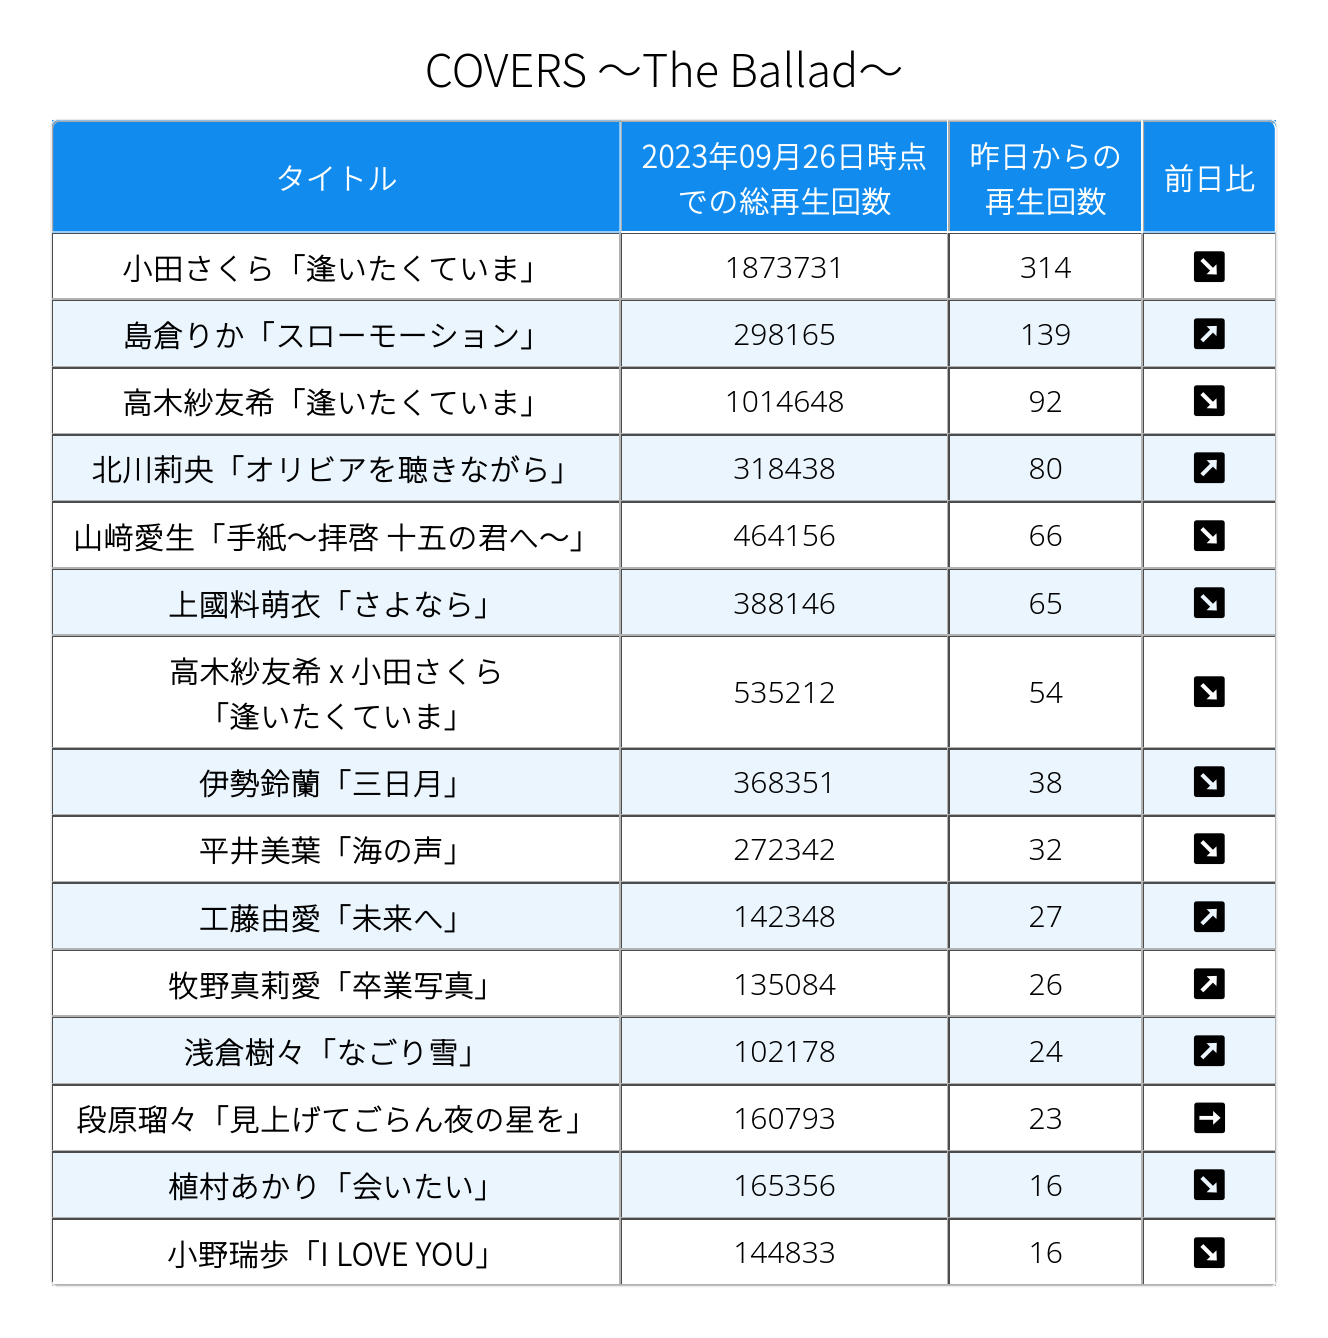 COVERS ～The Ballad～
タイトル 2023年09月26日時点での総再生回数 昨日からの再生回数 前日比
小田さくら「逢いたくていま」 1873731 314 ↘
島倉りか「スローモーション」 298165 139 ↗
高木紗友希「逢いたくていま」 1014648 92 ↘
北川莉央「オリビアを聴きながら」 318438 80 ↗
山﨑愛生「手紙～拝啓 十五の君へ～」 464156 66 ↘
上國料萌衣「さよなら」 388146 65 ↘
高木紗友希 x 小田さくら「逢いたくていま」 535212 54 ↘
伊勢鈴蘭「三日月」 368351 38 ↘
平井美葉「海の声」 272342 32 ↘
工藤由愛「未来へ」 142348 27 ↗
牧野真莉愛「卒業写真」 135084 26 ↗
浅倉樹々「なごり雪」 102178 24 ↗
段原瑠々「見上げてごらん夜の星を」 160793 23 →
植村あかり「会いたい」 165356 16 ↘
小野瑞歩「I LOVE YOU」 144833 16 ↘